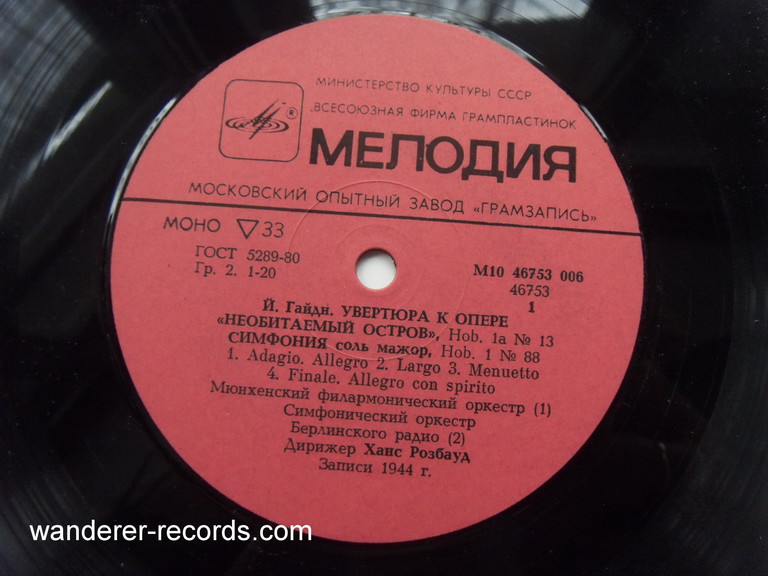 МИНИСТЕРСТВО КУЛЬТУРЫ СССР
ВСЕСОЮЗНАЯ ФИРМА ГРАМПЛАСТИНОК
®
МЕЛОДИЯ
МОСКОВСКИЙ ОПЫТНЫЙ ЗАВОД «ГРАМЗАПИСЬ»
МОНО ▽ 33
ГОСТ 5289-80
Гр. 2. 1-20
М10 46753 006
46753
1
Й. Гайдн. УВЕРТЮРА К ОПЕРЕ
«НЕОБИТАЕМЫЙ ОСТРОВ», Hob. 1a № 13
СИМФОНИЯ соль мажор, Hob. 1 № 88
1. Adagio. Allegro 2. Largo 3. Menuetto
4. Finale. Allegro con spirito
Мюнхенский филармонический оркестр (1)
Симфонический оркестр
Берлинского радио (2)
Дирижер Ханс Розбауд
Записи 1944 г.
wanderer-records.com